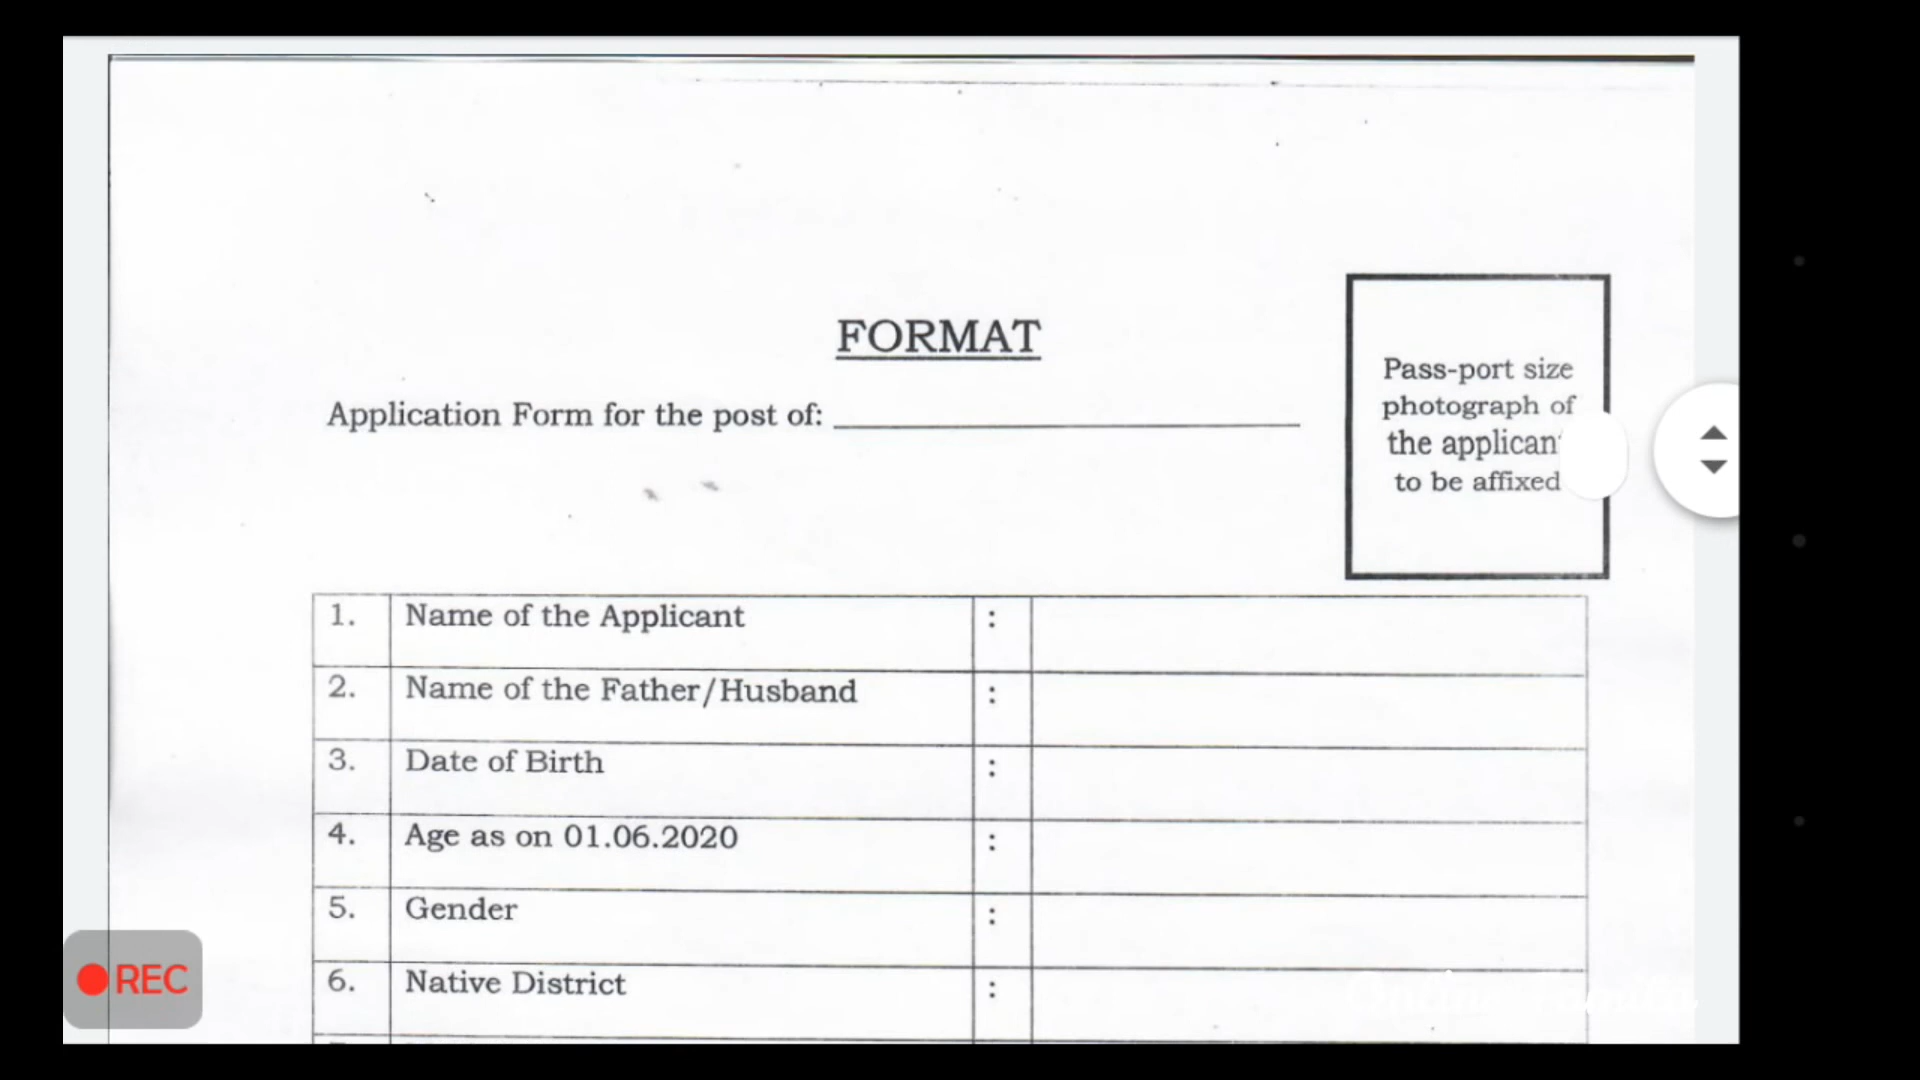 FORMAT
Pass-port size
photograph of
the applican
to be affixed
Application Form for the post of:
1. Name of the Applicant :
2. Name of the Father/Husband :
3. Date of Birth :
4. Age as on 01.06.2020 :
5. Gender :
6. Native District :
REC